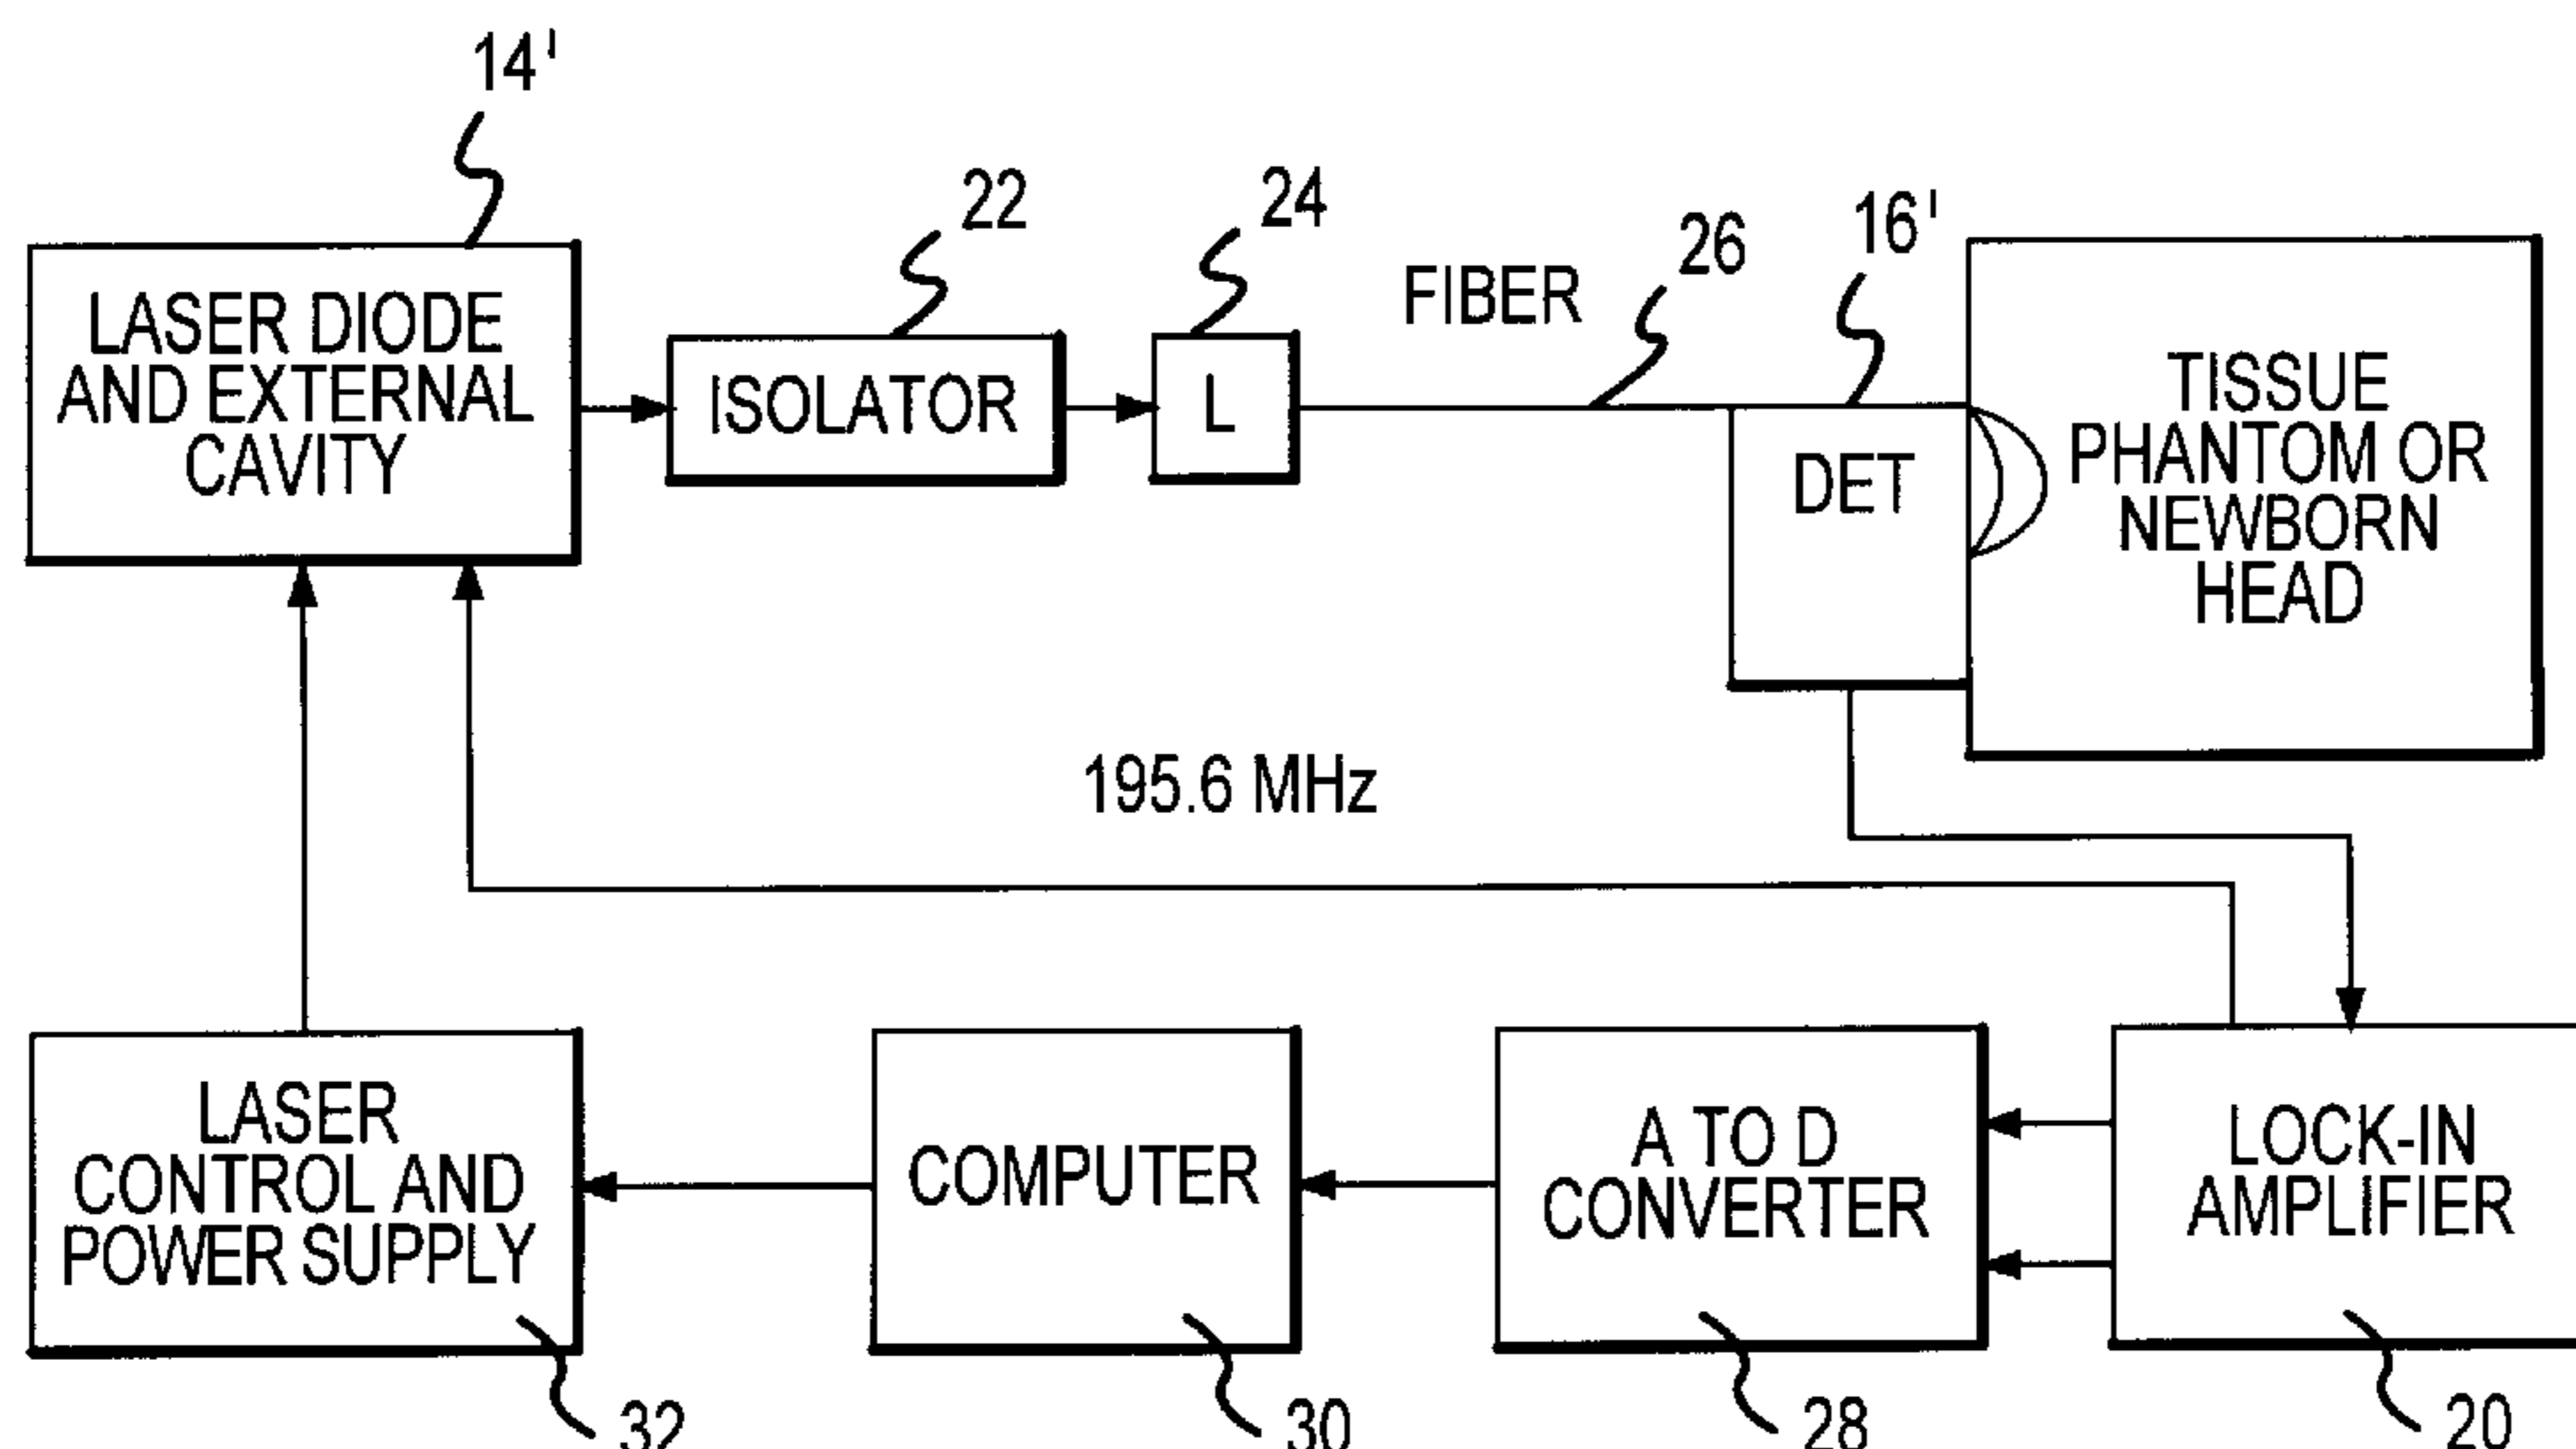 14'
22
24
FIBER
26
16'
LASER DIODE
AND EXTERNAL
CAVITY
ISOLATOR
L
DET
TISSUE
PHANTOM OR
NEWBORN
HEAD
195.6 MHz
LASER
CONTROL AND
POWER SUPPLY
COMPUTER
A TO D
CONVERTER
LOCK-IN
AMPLIFIER
32
30
28
20